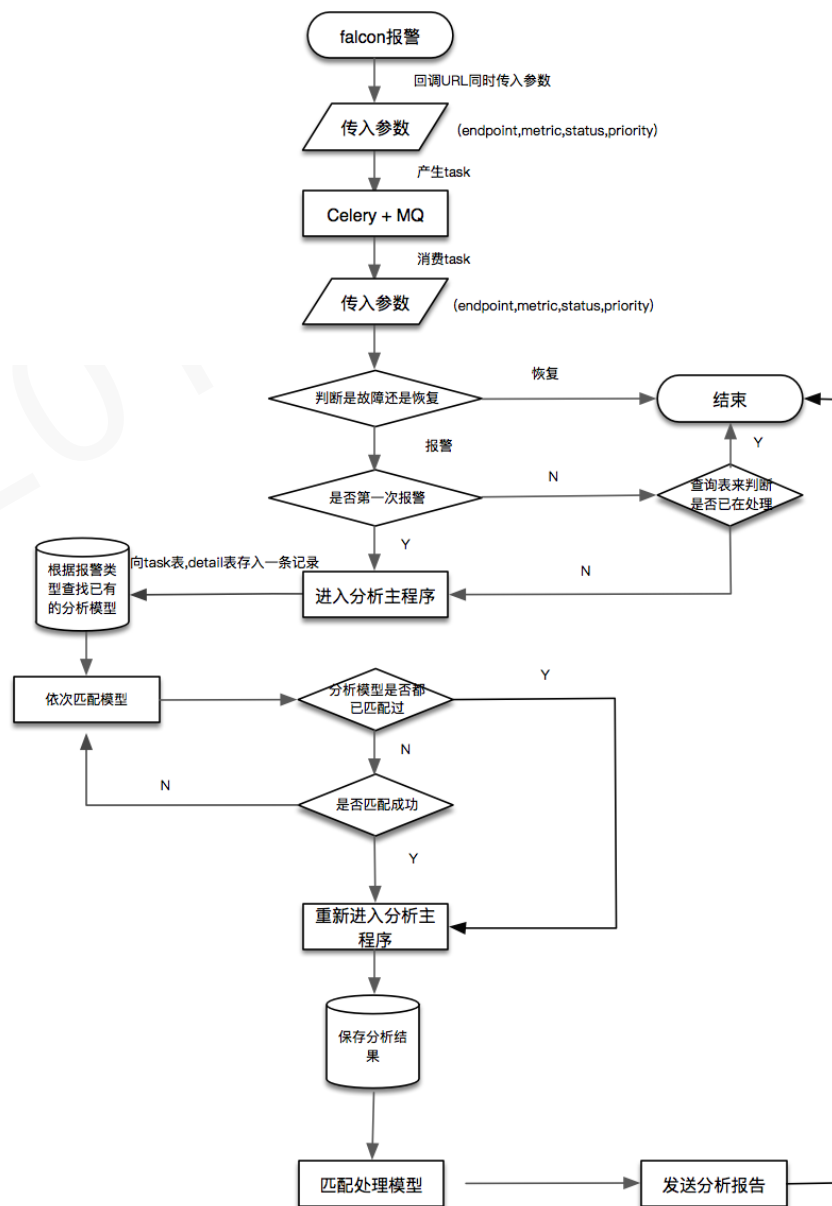 falcon报警
回调URL同时传入参数
传入参数
(endpoint,metric,status,priority)
产生task
Celery + MQ
消费task
传入参数
(endpoint,metric,status,priority)
恢复
判断是故障还是恢复
结束
报警
Y
N
是否第一次报警
查询表来判断
是否已在处理
Y
N
向task表,detail表存入一条记录
根据报警类
型查找已有
的分析模型
进入分析主程序
依次匹配模型
分析模型是否都
已匹配过
Y
N
N
是否匹配成功
Y
重新进入分析主
程序
保存分析结
果
匹配处理模型
发送分析报告